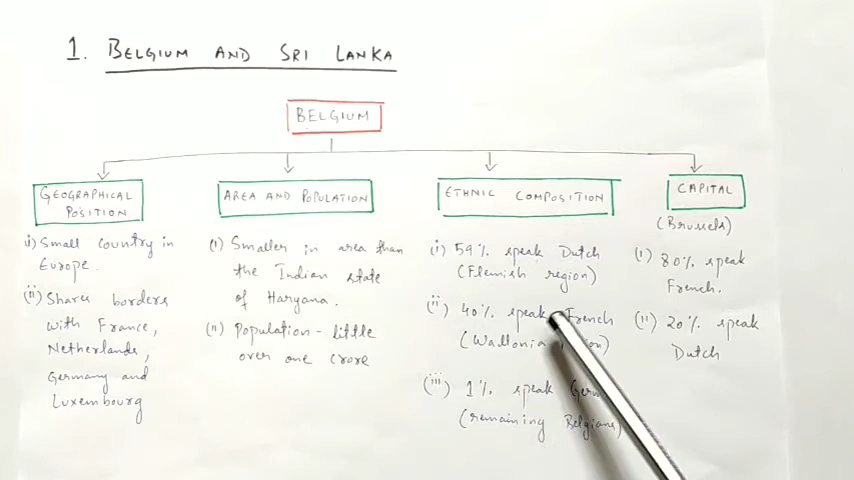 1. BELGIUM AND SRI LANKA
BELGIUM
GEOGRAPHICAL
POSITION
i) Small country in
Europe.
(ii) Shares borders
with France,
Netherlands,
Germany and
Luxembourg
AREA AND POPULATION
(i) Smaller in area than
the Indian state
of Haryana.
(ii) Population - little
over one crore
ETHNIC COMPOSITION
(i) 59% speak Dutch
(Flemish region)
(ii) 40% speak French
(Wallonia
(iii) 1% speak
(remaining Belgians)
CAPITAL
(Brussels)
(i) 80% speak
French.
(ii) 20% speak
Dutch